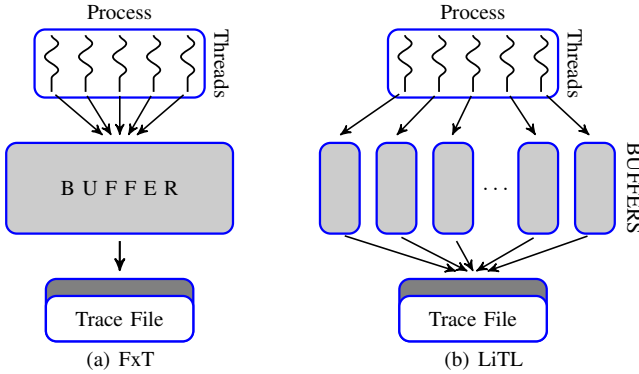 Process
Threads
B U F F E R
Trace File
(a) FxT
Process
Threads
BUFFERS
. . .
Trace File
(b) LiTL